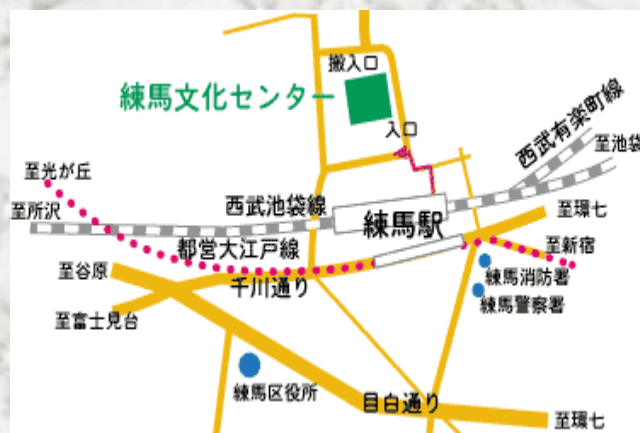 搬入口
練馬文化センター
入口
西武有楽町線
至池袋
至光が丘
至所沢
西武池袋線
練馬駅
至環七
都営大江戸線
至新宿
至谷原
千川通り
練馬消防署
練馬警察署
至富士見台
練馬区役所
目白通り
至環七